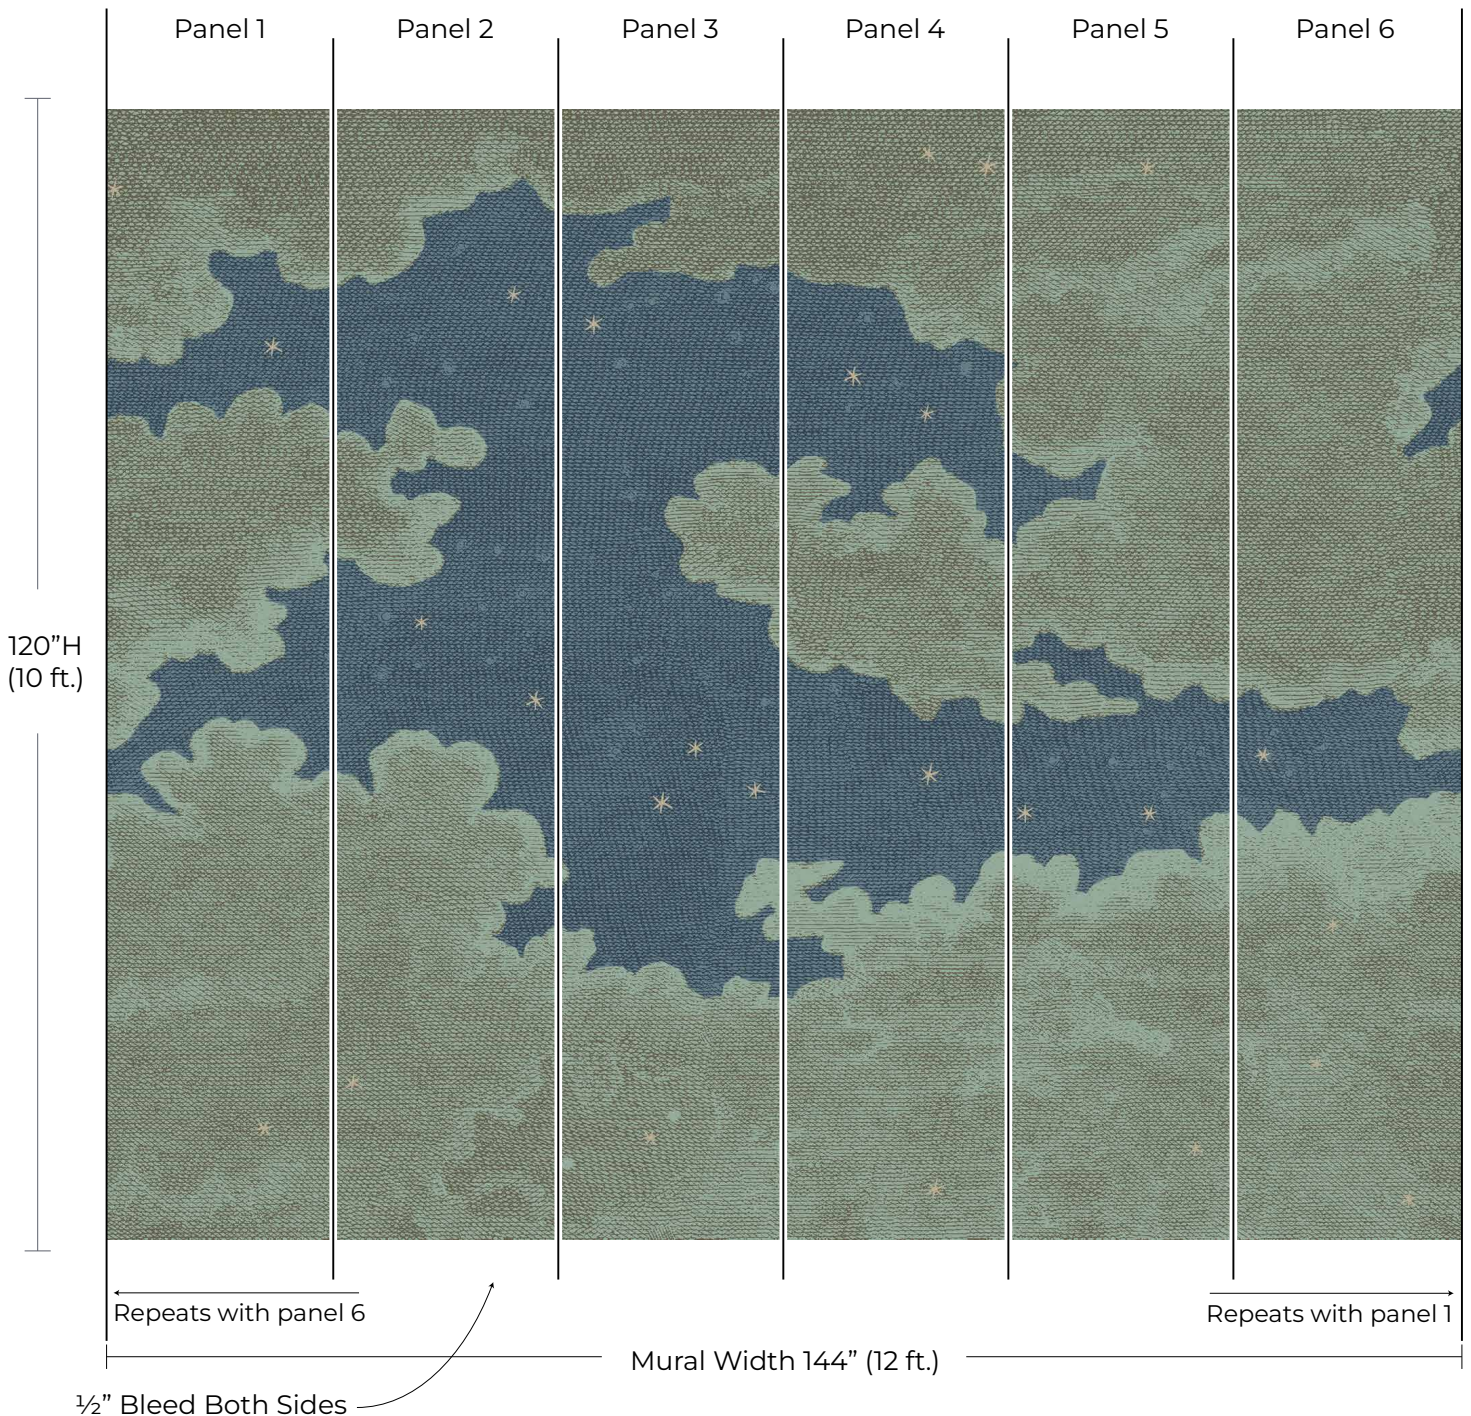 Panel 1
Panel 2
Panel 3
Panel 4
Panel 5
Panel 6
120”H
(10 ft.)
Repeats with panel 6
Repeats with panel 1
Mural Width 144” (12 ft.)
½” Bleed Both Sides